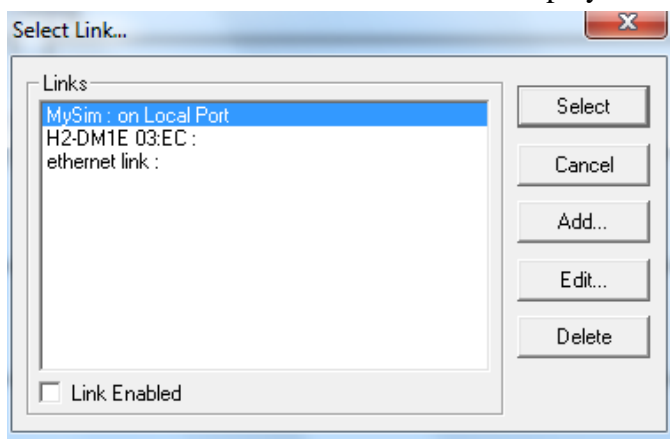 Select Link...
Links
MySim : on Local Port
H2-DM1E 03:EC :
ethernet link :
Link Enabled
Select
Cancel
Add...
Edit...
Delete